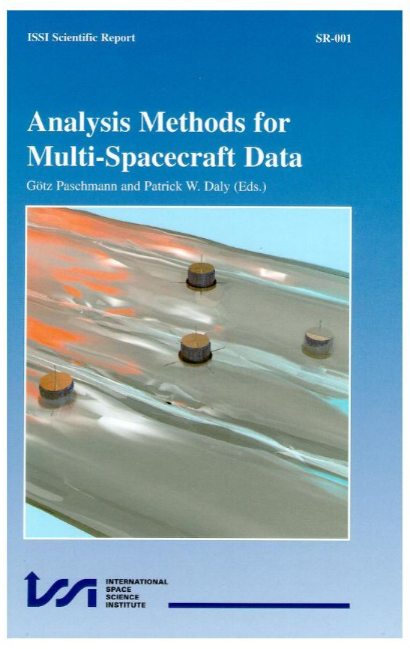 ISSI Scientific Report SR-001
Analysis Methods for
Multi-Spacecraft Data
Götz Paschmann and Patrick W. Daly (Eds.)
ISSI
INTERNATIONAL
SPACE
SCIENCE
INSTITUTE